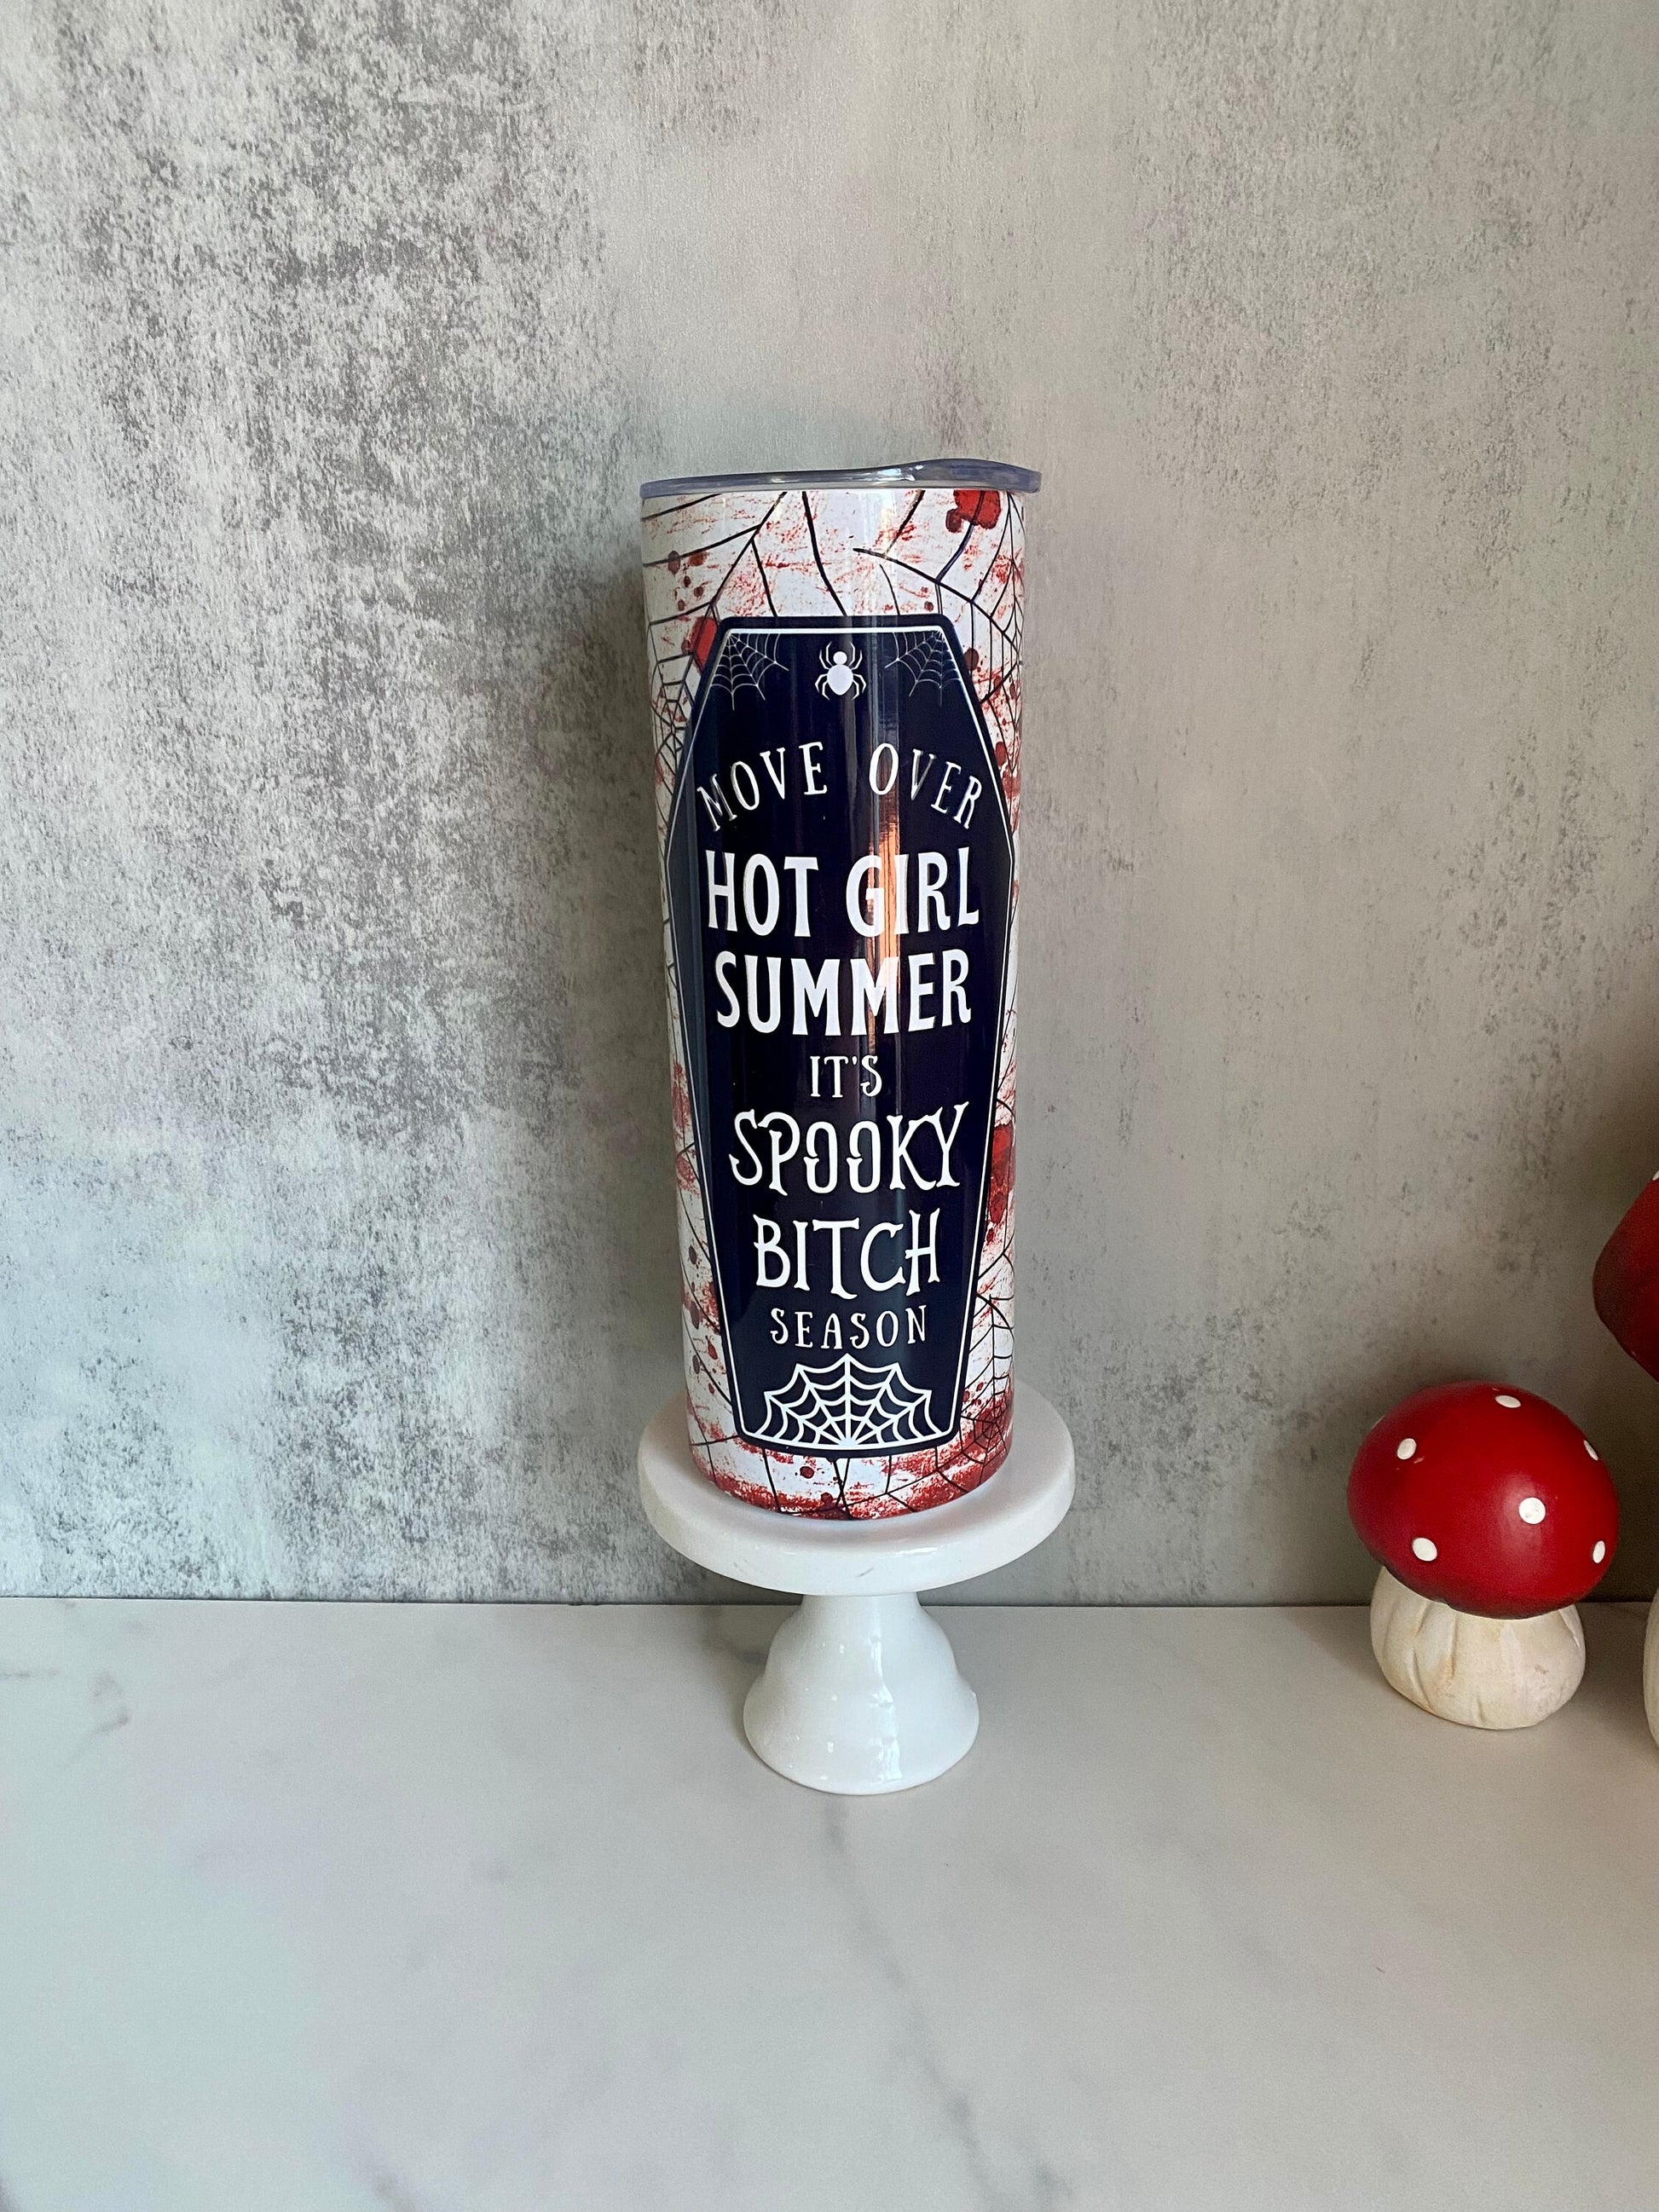 MOVE OVER
HOT GIRL
SUMMER
IT'S
SPOOKY
BITCH
SEASON